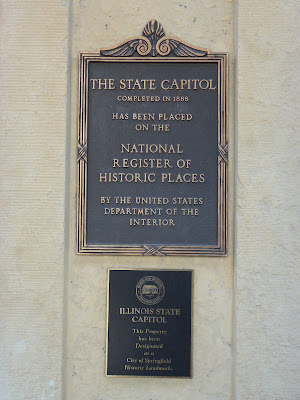 THE STATE CAPITOL
COMPLETED IN 1888
HAS BEEN PLACED
ON THE
NATIONAL
REGISTER OF
HISTORIC PLACES
BY THE UNITED STATES
DEPARTMENT OF THE
INTERIOR
ILLINOIS STATE
CAPITOL
This Property
has been
Designated
as a
City of Springfield
Historic Landmark.